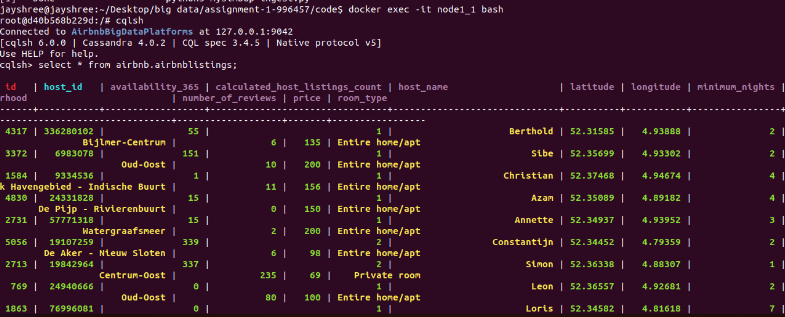 jayshree@jayshree:~/Desktop/big data/assignment-1-996457/code$ docker exec -it node1_1 bash
root@d40b568b229d:/# cqlsh
Connected to AirbnbBigDataPlatforms at 127.0.0.1:9042
[cqlsh 6.0.0 | Cassandra 4.0.2 | CQL spec 3.4.5 | Native protocol v5]
Use HELP for help.
cqlsh> select * from airbnb.airbnblistings;
id | host_id | availability_365 | calculated_host_listings_count | host_name | latitude | longitude | minimum_nights |
rhood | number_of_reviews | price | room_type
4317 | 336280102 | 55 | 1 | Berthold | 52.31585 | 4.93888 | 2 |
Bijlmer-Centrum | 6 | 135 | Entire home/apt
3372 | 6983078 | 151 | 1 | Sibe | 52.35699 | 4.93302 | 2 |
Oud-Oost | 10 | 200 | Entire home/apt
1584 | 9334536 | 1 | 1 | Christian | 52.37468 | 4.94674 | 4 |
k Havengebied - Indische Buurt | 11 | 156 | Entire home/apt
4830 | 24331828 | 15 | 1 | Azam | 52.35089 | 4.89182 | 4 |
De Pijp - Rivierenbuurt | 0 | 150 | Entire home/apt
2731 | 57771318 | 15 | 1 | Annette | 52.34937 | 4.93952 | 3 |
Watergraafsmeer | 2 | 200 | Entire home/apt
5056 | 19107259 | 339 | 2 | Constantijn | 52.34452 | 4.79359 | 2 |
De Aker - Nieuw Sloten | 6 | 98 | Entire home/apt
2713 | 19842964 | 337 | 2 | Simon | 52.36338 | 4.88307 | 1 |
Centrum-Oost | 235 | 69 | Private room
769 | 24940666 | 0 | 1 | Leon | 52.36557 | 4.92681 | 2 |
Oud-Oost | 80 | 100 | Entire home/apt
1863 | 76996081 | 0 | 1 | Loris | 52.34582 | 4.81618 | 7 |